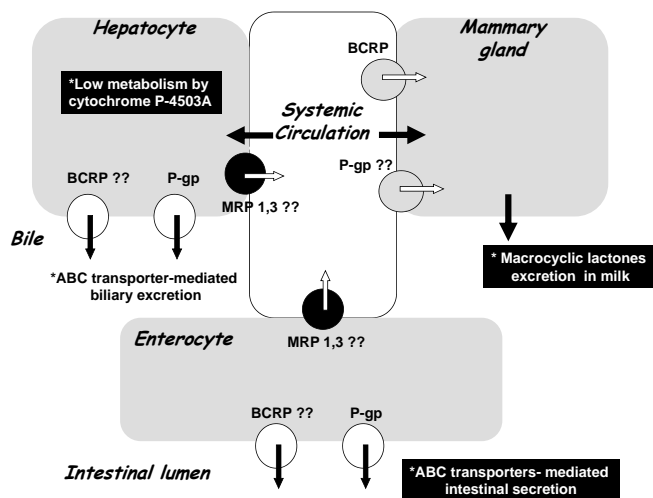 Hepatocyte
*Low metabolism by
cytochrome P-4503A
BCRP ??
P-gp
MRP 1,3 ??
Bile
*ABC transporter-mediated
biliary excretion
Systemic
Circulation
BCRP
P-gp ??
Mammary
gland
* Macrocyclic lactones
excretion in milk
Enterocyte
MRP 1,3 ??
BCRP ??
P-gp
Intestinal lumen
*ABC transporters- mediated
intestinal secretion